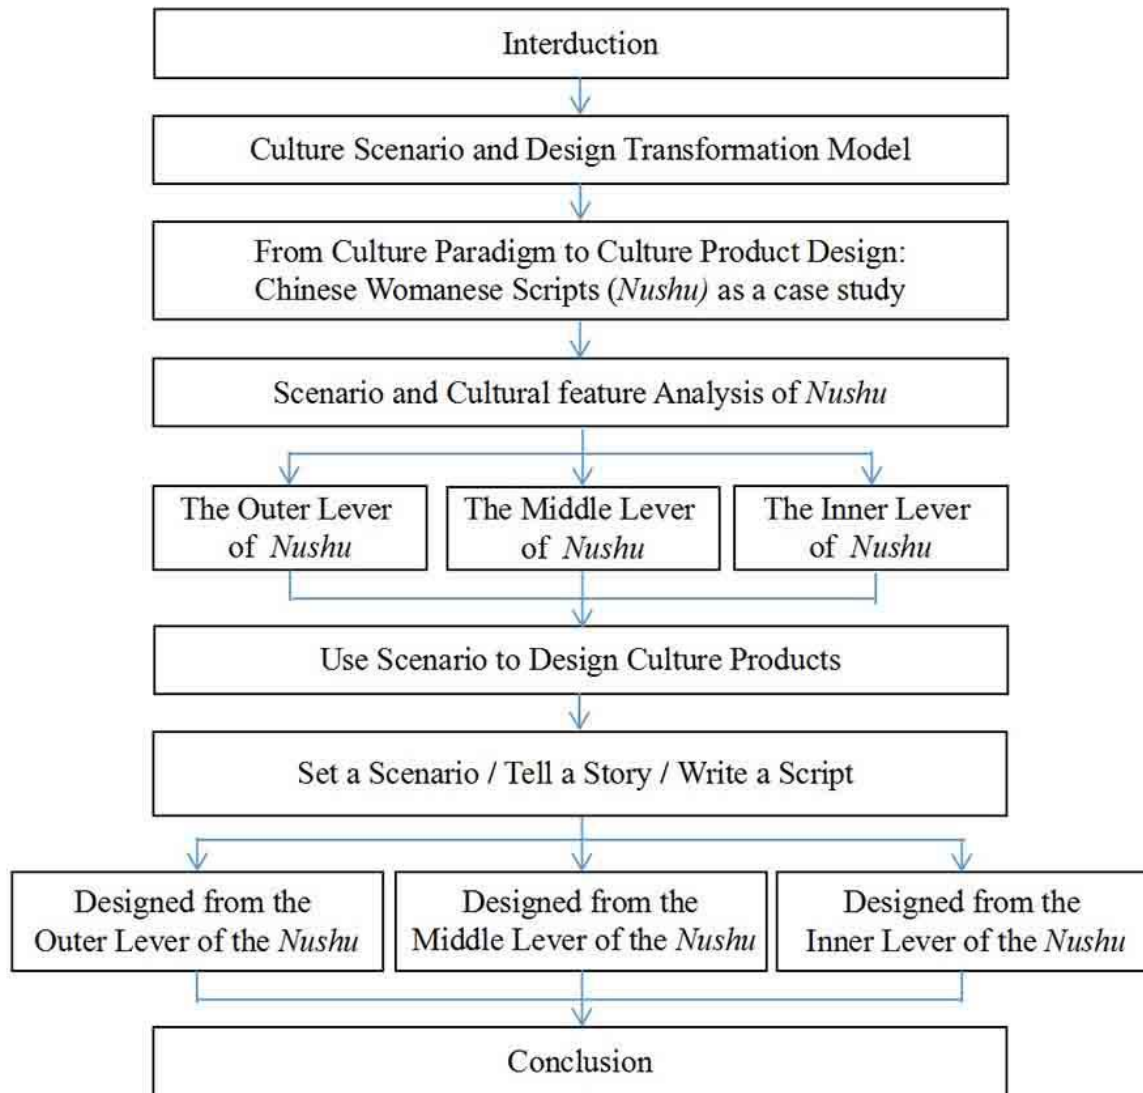 Interduction
Culture Scenario and Design Transformation Model
From Culture Paradigm to Culture Product Design:
Chinese Womanese Scripts (Nushu) as a case study
Scenario and Cultural feature Analysis of Nushu
The Outer Lever
of Nushu
The Middle Lever
of Nushu
The Inner Lever
of Nushu
Use Scenario to Design Culture Products
Set a Scenario / Tell a Story / Write a Script
Designed from the
Outer Lever of the Nushu
Designed from the
Middle Lever of the Nushu
Designed from the
Inner Lever of the Nushu
Conclusion